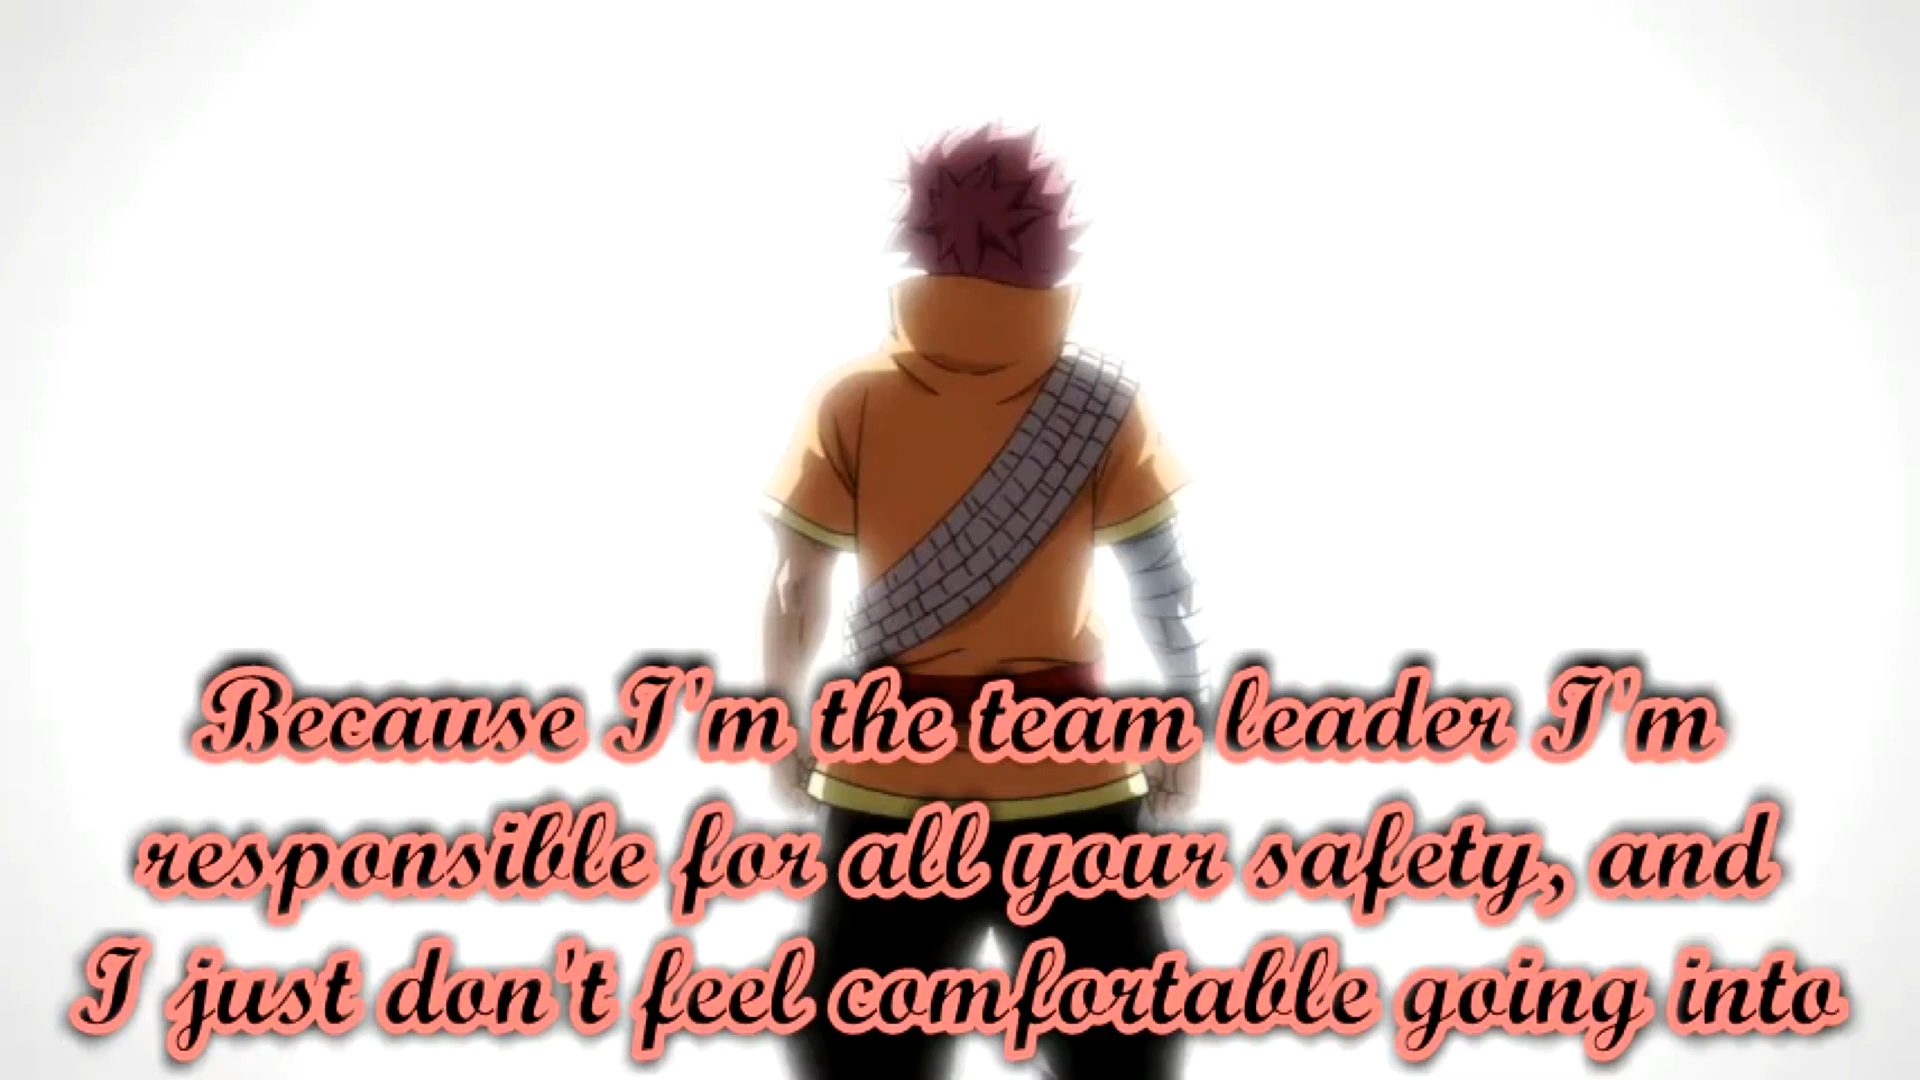 Because I'm the team leader I'm
responsible for all your safety, and
I just don't feel comfortable going into